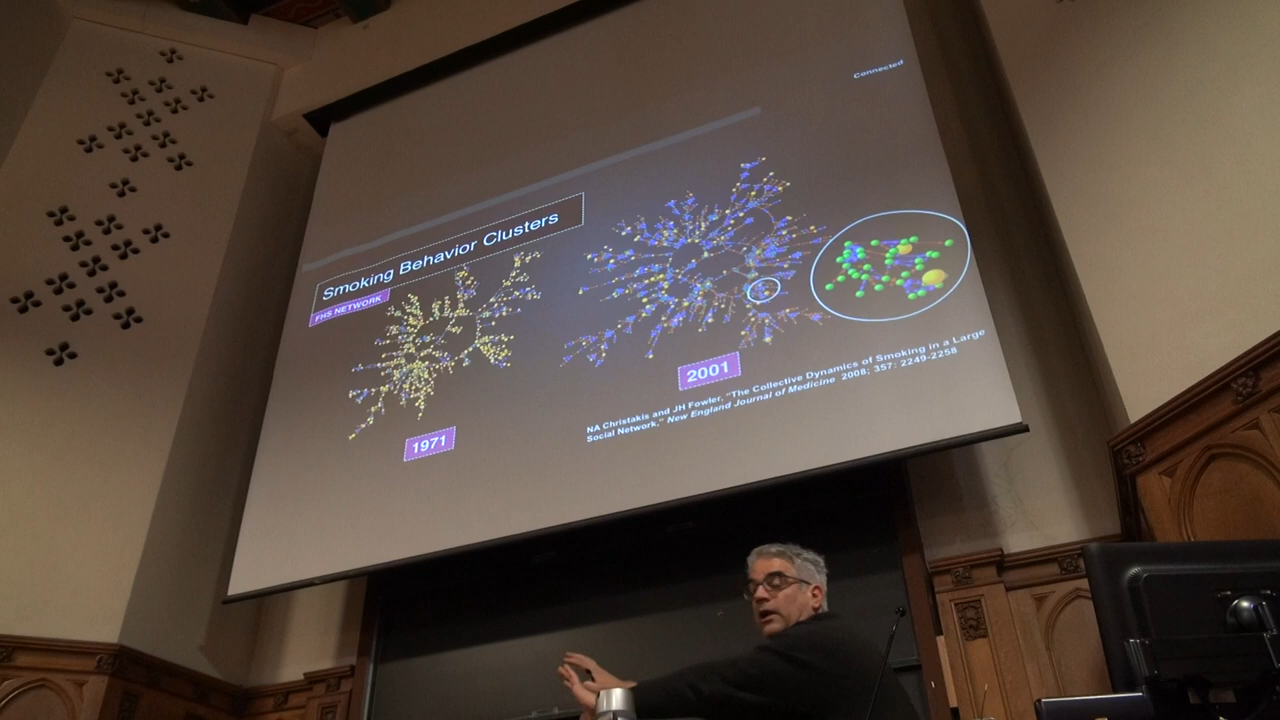 Connected
Smoking Behavior Clusters
FHS NETWORK
1971
2001
NA Christakis and JH Fowler, "The Collective Dynamics of Smoking in a Large
Social Network," New England Journal of Medicine 2008; 357: 2249-2258